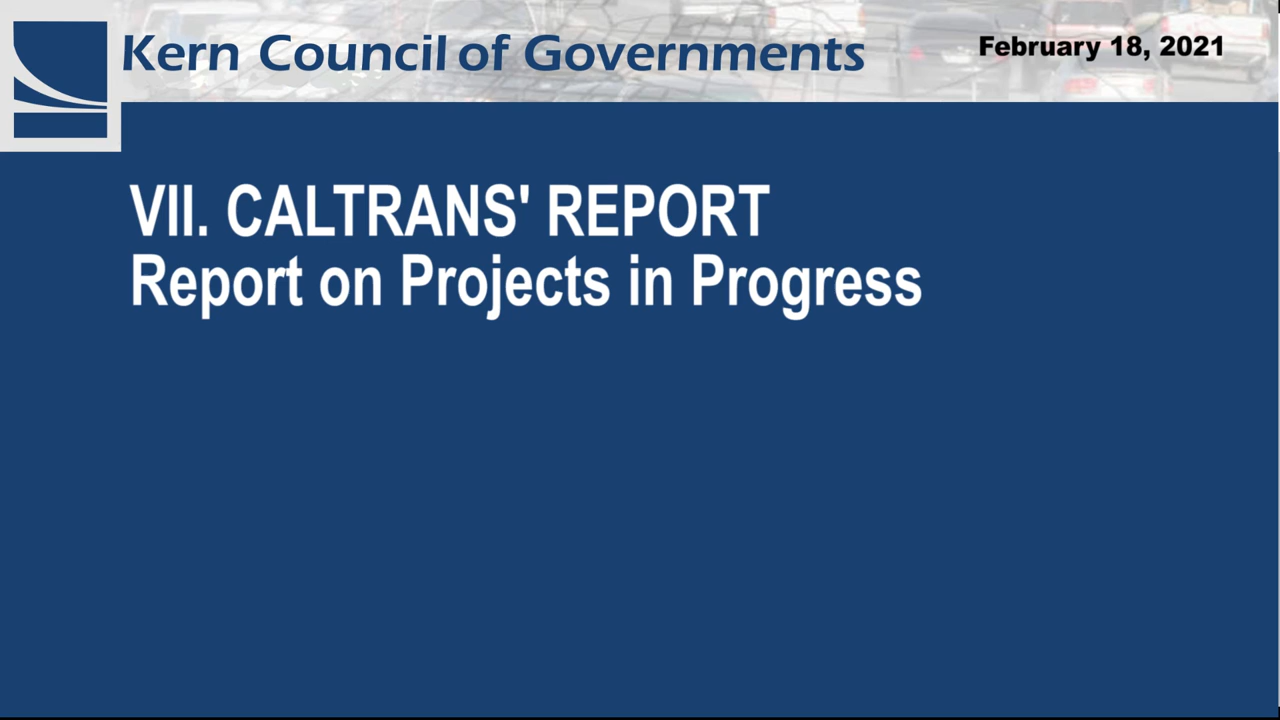 Kern Council of Governments
February 18, 2021
VII. CALTRANS' REPORT
Report on Projects in Progress